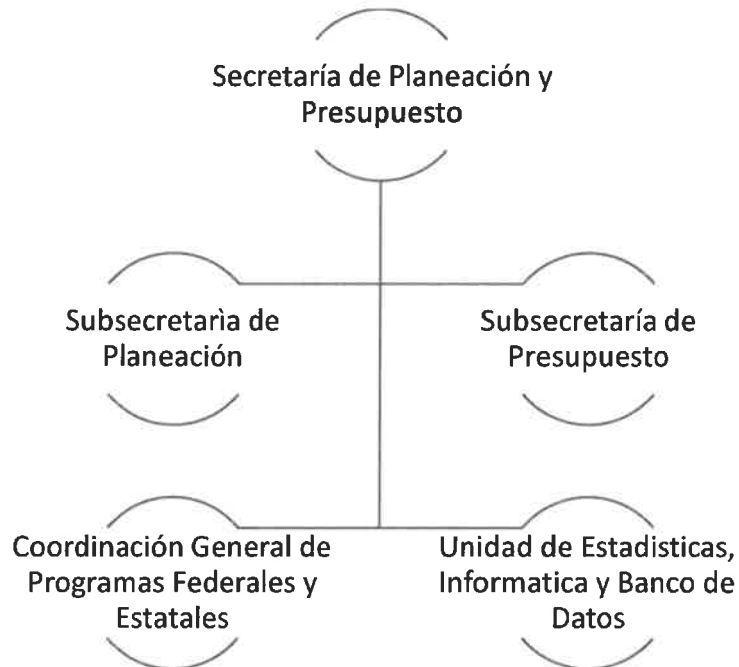 Secretaría de Planeación y
Presupuesto
Subsecretarìa de
Planeación
Subsecretaría de
Presupuesto
Coordinación General de
Programas Federales y
Estatales
Unidad de Estadisticas,
Informatica y Banco de
Datos